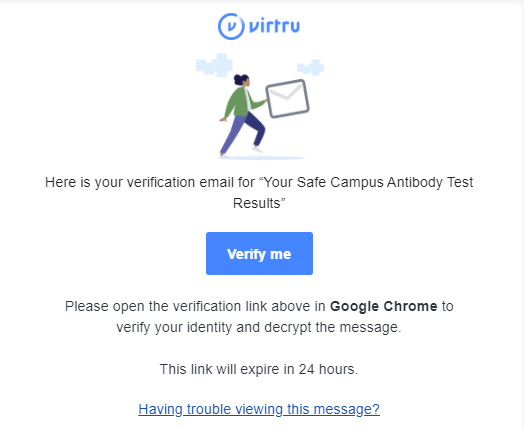 virtru
Here is your verification email for “Your Safe Campus Antibody Test
Results”
Verify me
Please open the verification link above in Google Chrome to
verify your identity and decrypt the message.
This link will expire in 24 hours.
Having trouble viewing this message?